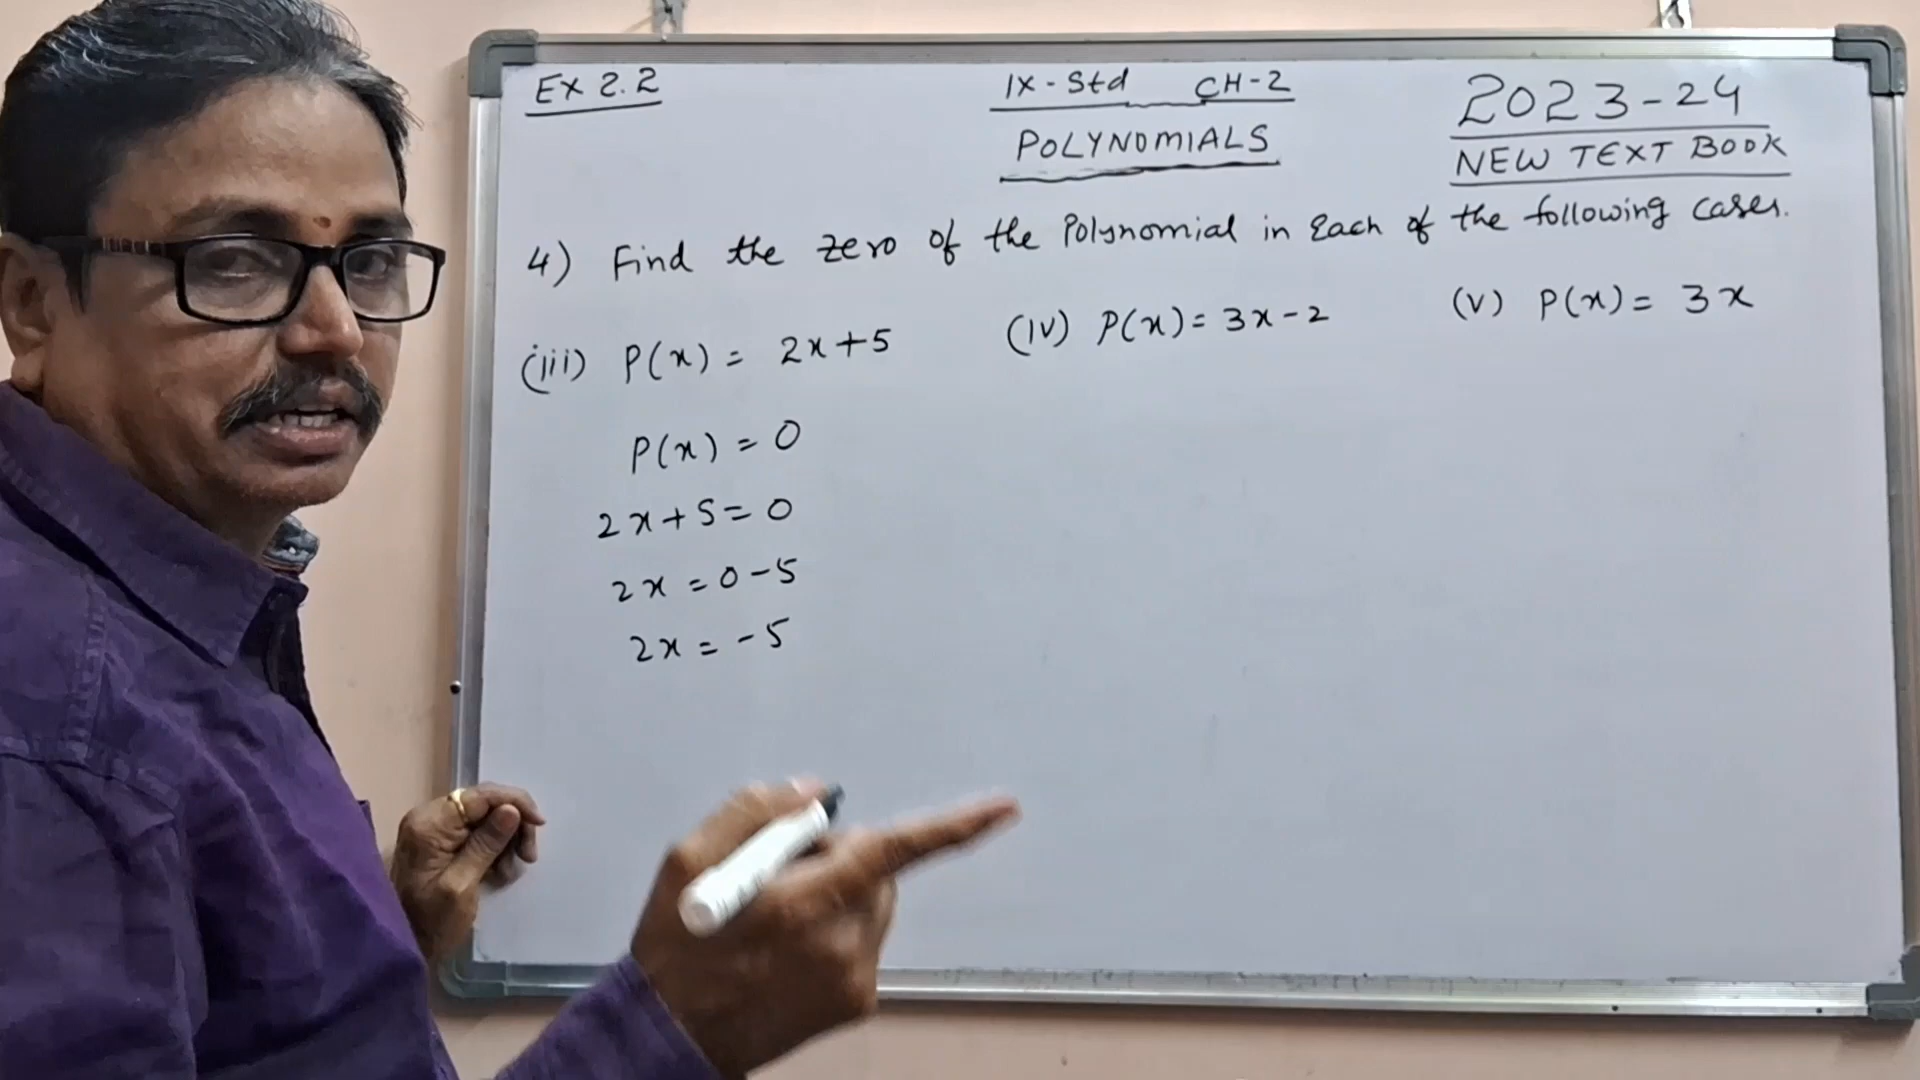 EX 2.2
IX - Std CH-2
POLYNOMIALS
2023-24
NEW TEXT BOOK
4) Find the zero of the Polynomial in Each of the following cases.
(iii) P(x) = 2x+5
(iv) P(x) = 3x-2
(v) P(x) = 3x
P(x) = 0
2x+5=0
2x = 0-5
2x = -5